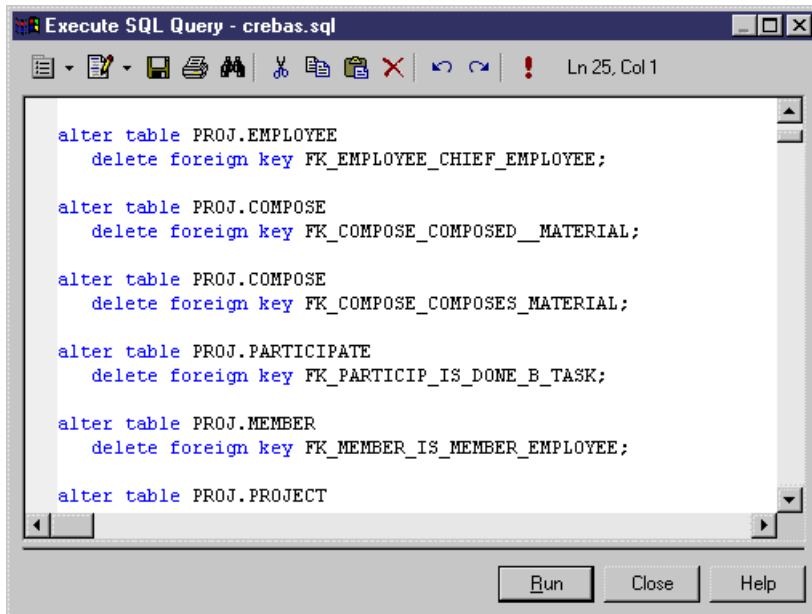 Execute SQL Query - crebas.sql
Ln 25, Col 1
alter table PROJ.EMPLOYEE
delete foreign key FK_EMPLOYEE_CHIEF_EMPLOYEE;
alter table PROJ.COMPOSE
delete foreign key FK_COMPOSE_COMPOSED__MATERIAL;
alter table PROJ.COMPOSE
delete foreign key FK_COMPOSE_COMPOSES_MATERIAL;
alter table PROJ.PARTICIPATE
delete foreign key FK_PARTICIP_IS_DONE_B_TASK;
alter table PROJ.MEMBER
delete foreign key FK_MEMBER_IS_MEMBER_EMPLOYEE;
alter table PROJ.PROJECT
Run Close Help